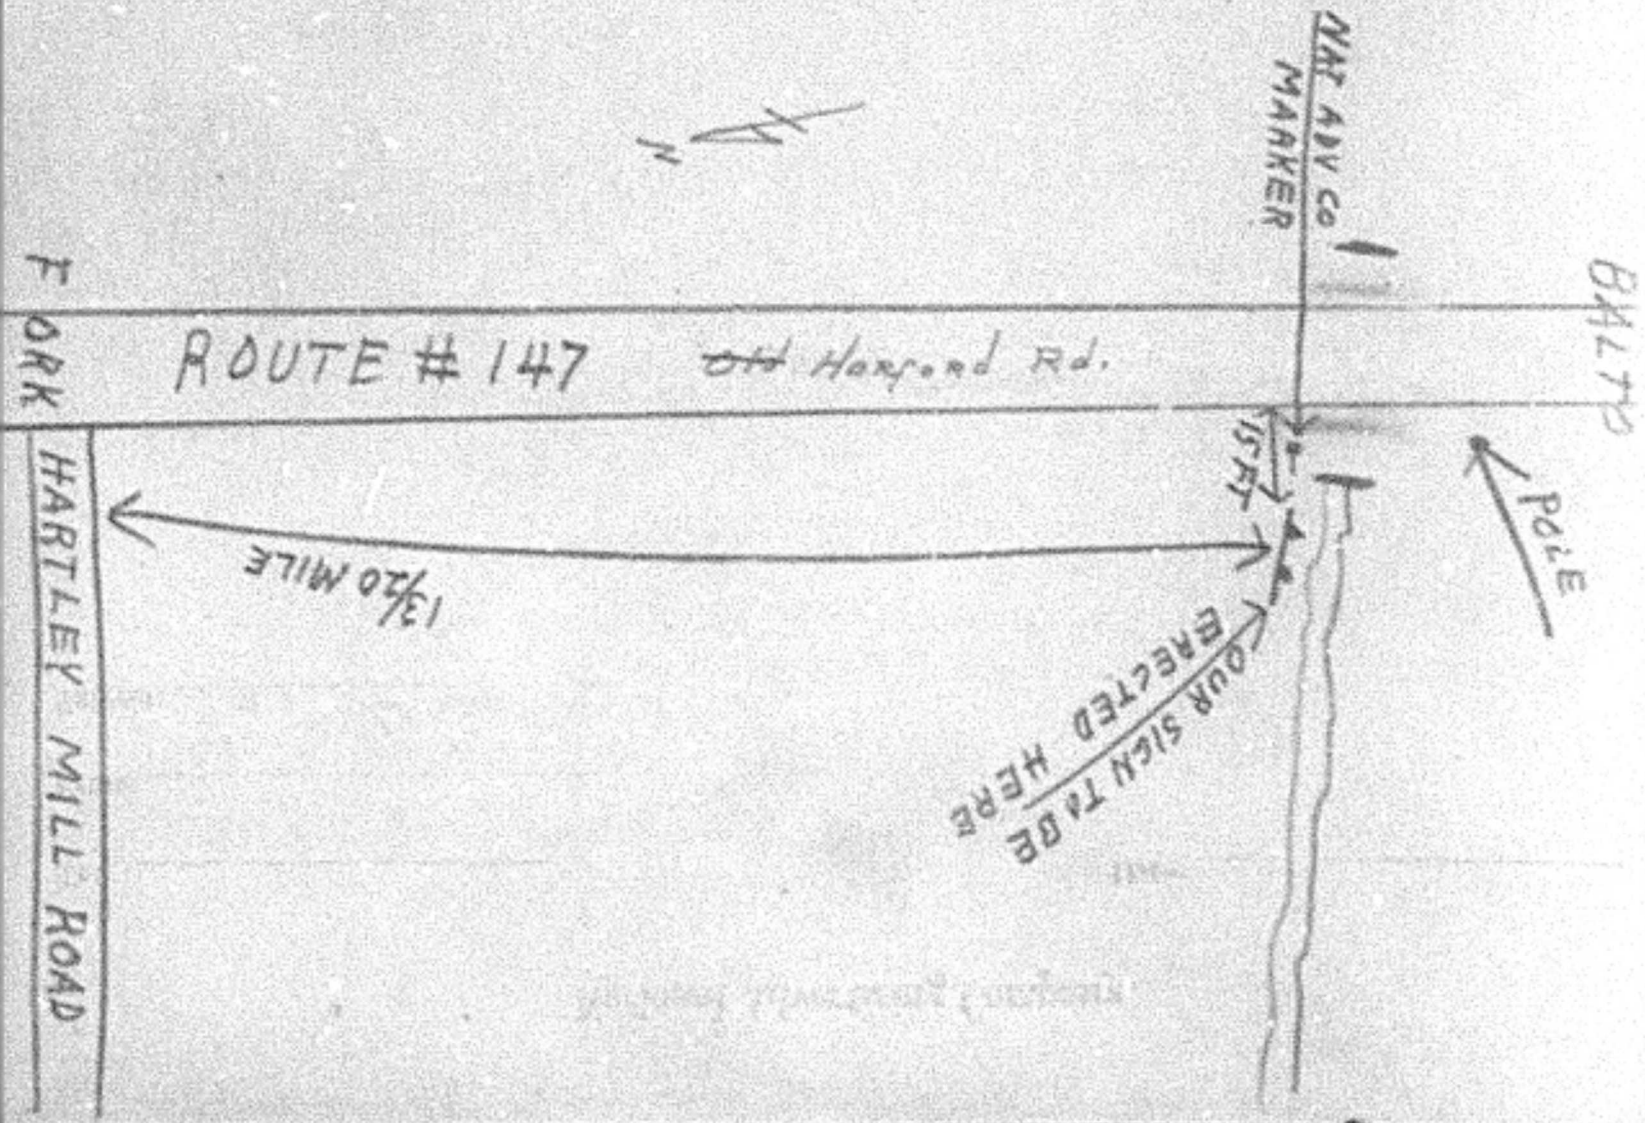 NAT ADV CO
MARKER
N
BALTO
FORK
ROUTE # 147 Old Harford Rd.
15 FT
POLE
13/20 MILE
OUR SIGN TO BE
ERECTED HERE
HARTLEY MILL ROAD